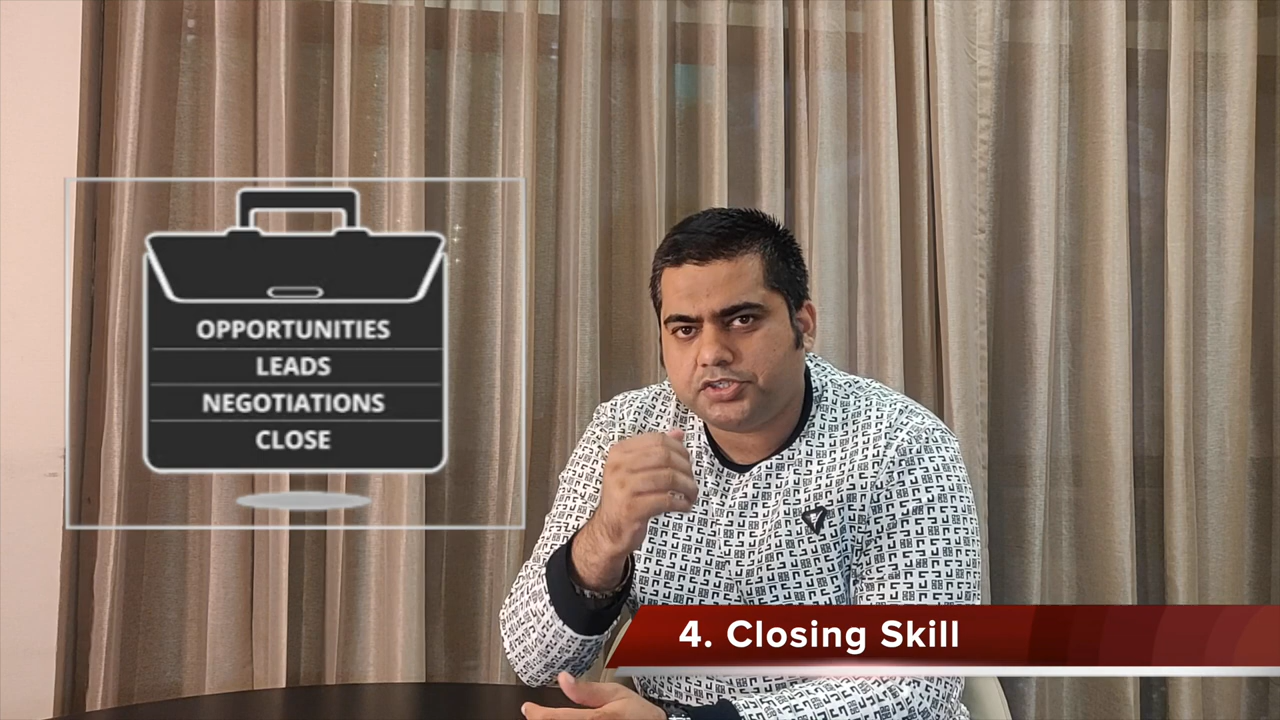 OPPORTUNITIES
LEADS
NEGOTIATIONS
CLOSE
4. Closing Skill